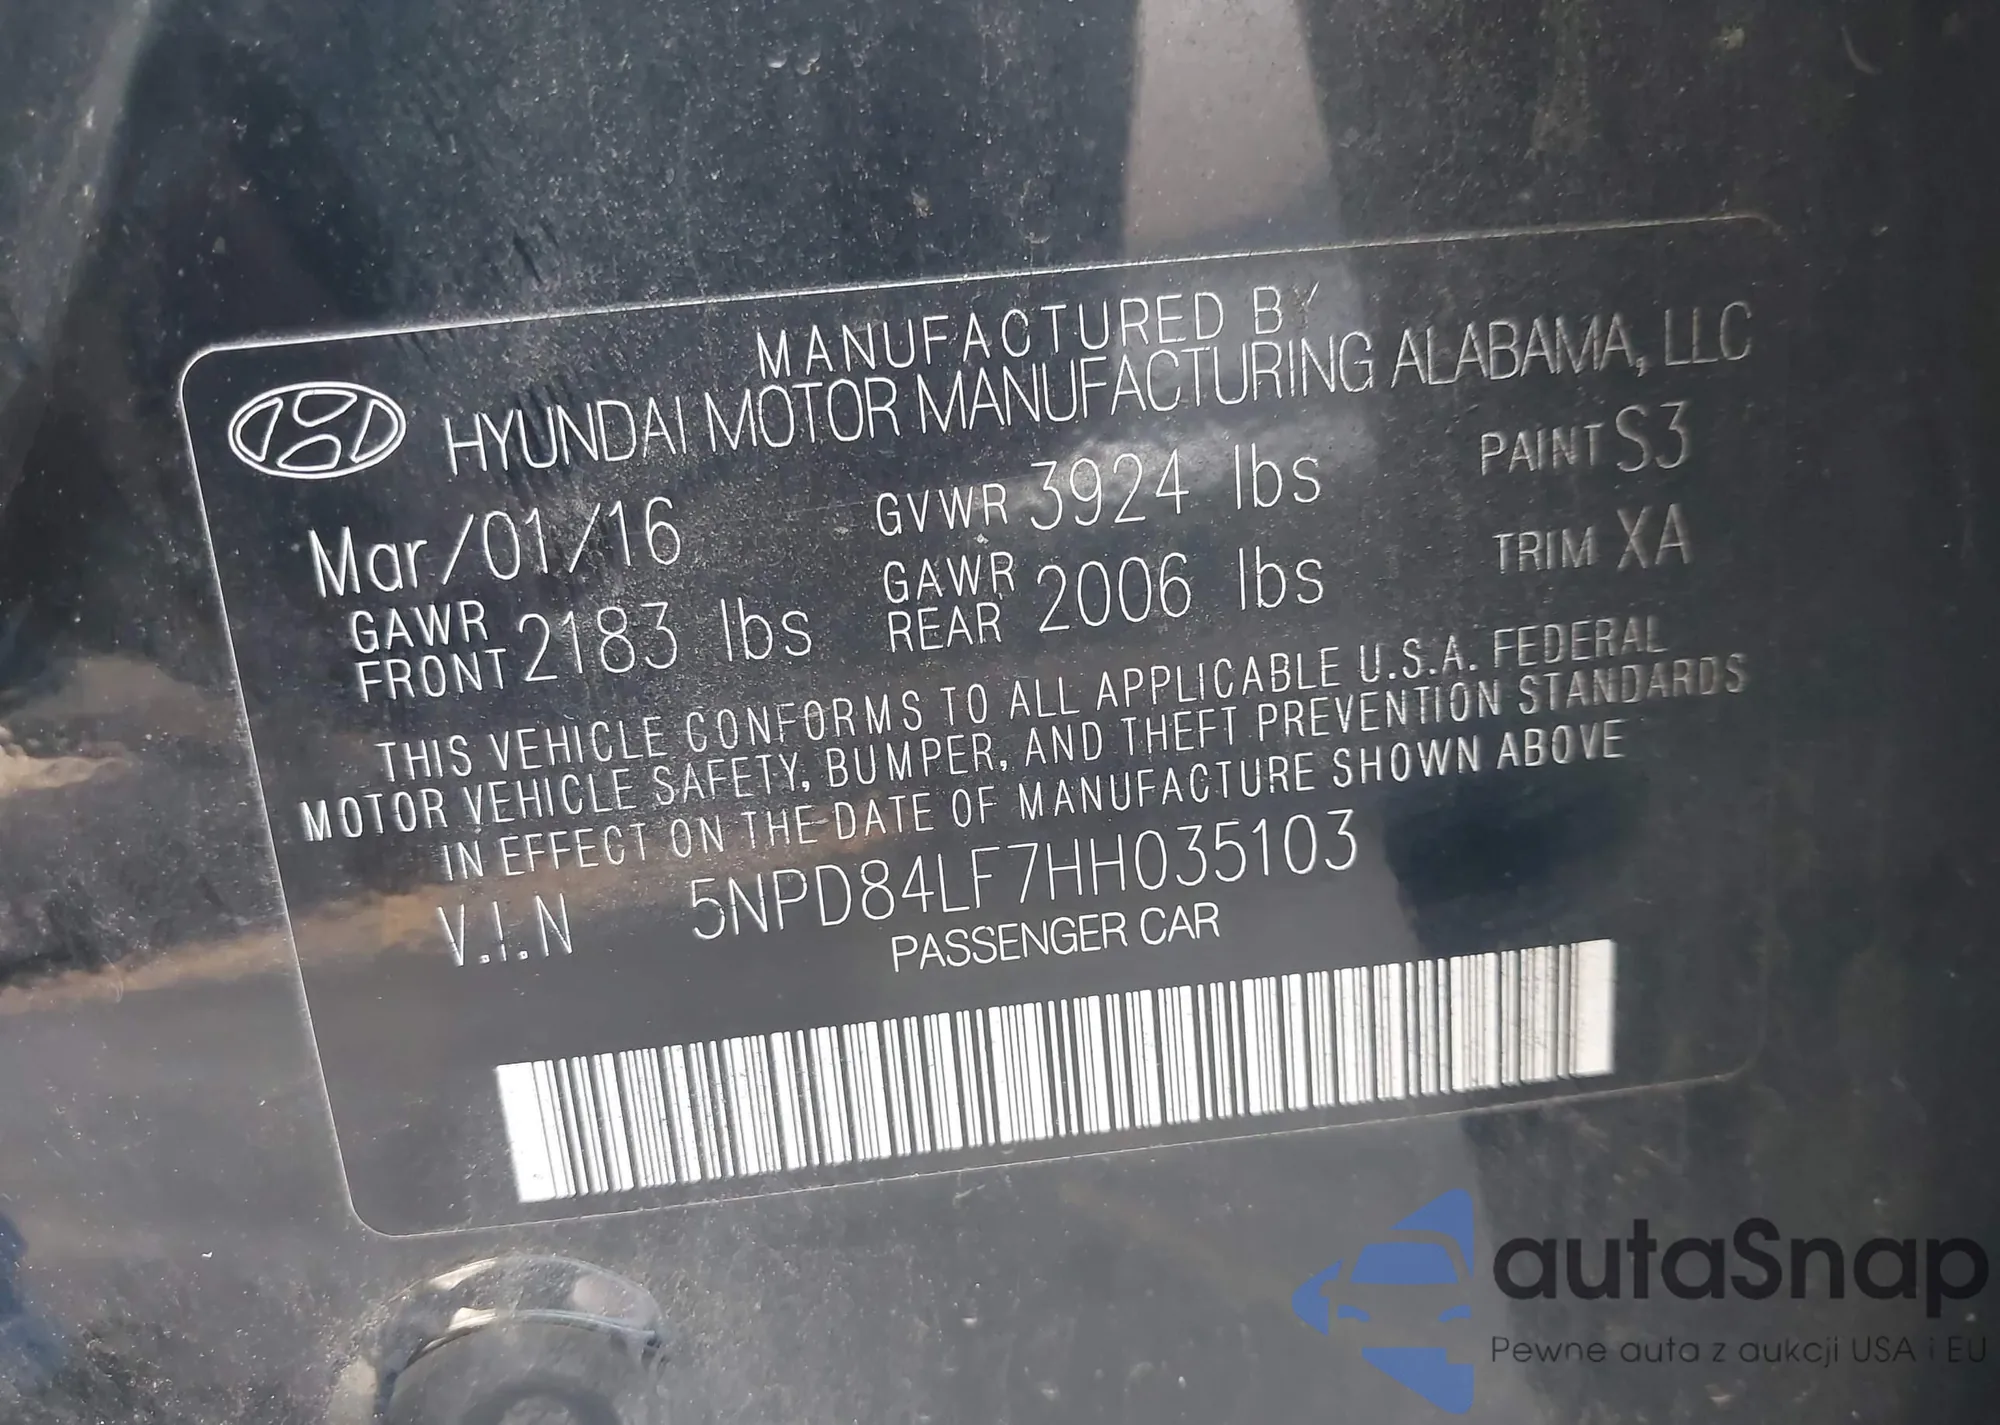 MANUFACTURED BY
HYUNDAI MOTOR MANUFACTURING ALABAMA, LLC
Mar/01/16 GVWR 3924 lbs PAINT S3
GAWR FRONT 2183 lbs GAWR REAR 2006 lbs TRIM XA
THIS VEHICLE CONFORMS TO ALL APPLICABLE U.S.A. FEDERAL
MOTOR VEHICLE SAFETY, BUMPER, AND THEFT PREVENTION STANDARDS
IN EFFECT ON THE DATE OF MANUFACTURE SHOWN ABOVE
V.I.N 5NPD84LF7HH035103
PASSENGER CAR
autaSnap
Pewne auta z aukcji USA i EU